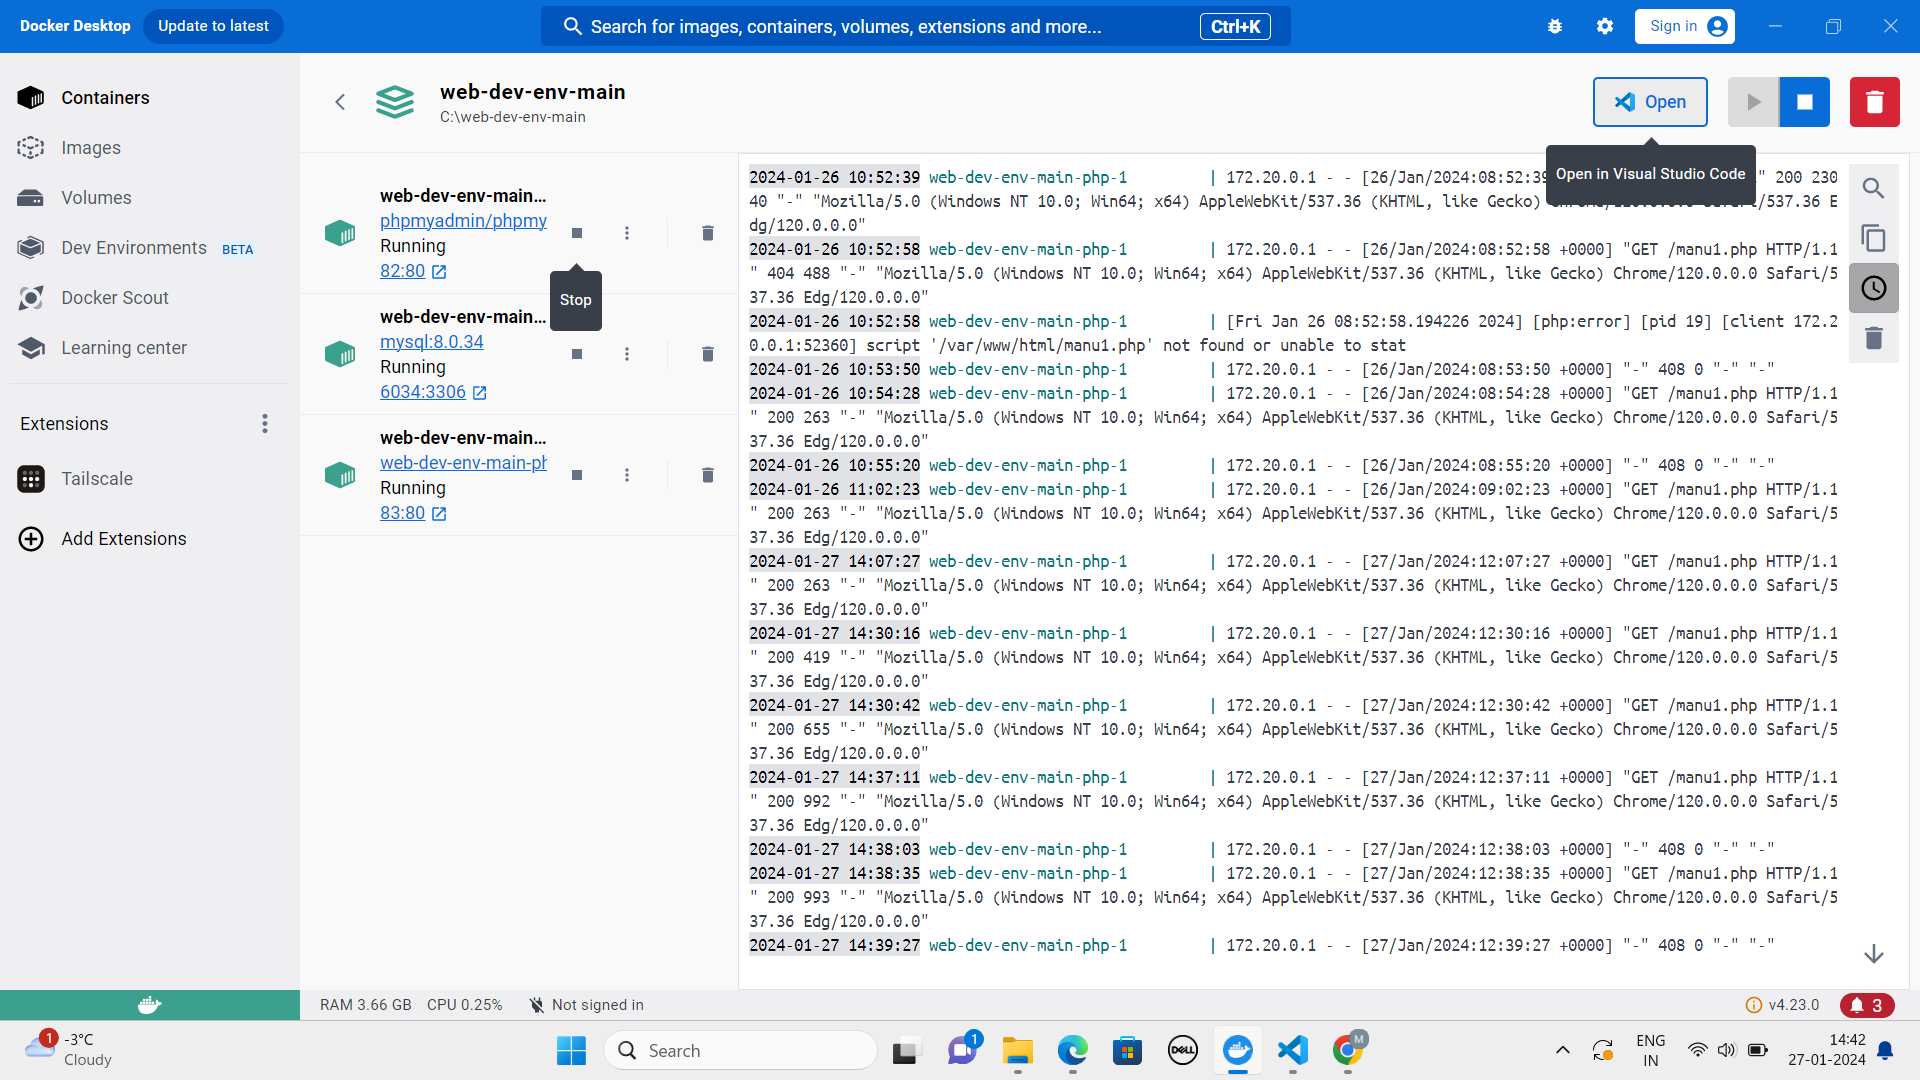 Docker Desktop
Update to latest
Search for images, containers, volumes, extensions and more...
Ctrl+K
Sign in
Containers
Images
Volumes
Dev Environments BETA
Docker Scout
Learning center
Extensions
Tailscale
Add Extensions
web-dev-env-main
C:\web-dev-env-main
Open
Open in Visual Studio Code
web-dev-env-main...
phpmyadmin/phpmy
Running
82:80
Stop
web-dev-env-main...
mysql:8.0.34
Running
6034:3306
web-dev-env-main...
web-dev-env-main-ph
Running
83:80
2024-01-26 10:52:39 web-dev-env-main-php-1 | 172.20.0.1 - - [26/Jan/2024:08:52:39 " 200 230
40 "-" "Mozilla/5.0 (Windows NT 10.0; Win64; x64) AppleWebKit/537.36 (KHTML, like Gecko) Chrome/120.0.0.0 Safari/537.36 E
dg/120.0.0.0"
2024-01-26 10:52:58 web-dev-env-main-php-1 | 172.20.0.1 - - [26/Jan/2024:08:52:58 +0000] "GET /manu1.php HTTP/1.1
" 404 488 "-" "Mozilla/5.0 (Windows NT 10.0; Win64; x64) AppleWebKit/537.36 (KHTML, like Gecko) Chrome/120.0.0.0 Safari/5
37.36 Edg/120.0.0.0"
2024-01-26 10:52:58 web-dev-env-main-php-1 | [Fri Jan 26 08:52:58.194226 2024] [php:error] [pid 19] [client 172.2
0.0.1:52360] script '/var/www/html/manu1.php' not found or unable to stat
2024-01-26 10:53:50 web-dev-env-main-php-1 | 172.20.0.1 - - [26/Jan/2024:08:53:50 +0000] "-" 408 0 "-" "-"
2024-01-26 10:54:28 web-dev-env-main-php-1 | 172.20.0.1 - - [26/Jan/2024:08:54:28 +0000] "GET /manu1.php HTTP/1.1
" 200 263 "-" "Mozilla/5.0 (Windows NT 10.0; Win64; x64) AppleWebKit/537.36 (KHTML, like Gecko) Chrome/120.0.0.0 Safari/5
37.36 Edg/120.0.0.0"
2024-01-26 10:55:20 web-dev-env-main-php-1 | 172.20.0.1 - - [26/Jan/2024:08:55:20 +0000] "-" 408 0 "-" "-"
2024-01-26 11:02:23 web-dev-env-main-php-1 | 172.20.0.1 - - [26/Jan/2024:09:02:23 +0000] "GET /manu1.php HTTP/1.1
" 200 263 "-" "Mozilla/5.0 (Windows NT 10.0; Win64; x64) AppleWebKit/537.36 (KHTML, like Gecko) Chrome/120.0.0.0 Safari/5
37.36 Edg/120.0.0.0"
2024-01-27 14:07:27 web-dev-env-main-php-1 | 172.20.0.1 - - [27/Jan/2024:12:07:27 +0000] "GET /manu1.php HTTP/1.1
" 200 263 "-" "Mozilla/5.0 (Windows NT 10.0; Win64; x64) AppleWebKit/537.36 (KHTML, like Gecko) Chrome/120.0.0.0 Safari/5
37.36 Edg/120.0.0.0"
2024-01-27 14:30:16 web-dev-env-main-php-1 | 172.20.0.1 - - [27/Jan/2024:12:30:16 +0000] "GET /manu1.php HTTP/1.1
" 200 419 "-" "Mozilla/5.0 (Windows NT 10.0; Win64; x64) AppleWebKit/537.36 (KHTML, like Gecko) Chrome/120.0.0.0 Safari/5
37.36 Edg/120.0.0.0"
2024-01-27 14:30:42 web-dev-env-main-php-1 | 172.20.0.1 - - [27/Jan/2024:12:30:42 +0000] "GET /manu1.php HTTP/1.1
" 200 655 "-" "Mozilla/5.0 (Windows NT 10.0; Win64; x64) AppleWebKit/537.36 (KHTML, like Gecko) Chrome/120.0.0.0 Safari/5
37.36 Edg/120.0.0.0"
2024-01-27 14:37:11 web-dev-env-main-php-1 | 172.20.0.1 - - [27/Jan/2024:12:37:11 +0000] "GET /manu1.php HTTP/1.1
" 200 992 "-" "Mozilla/5.0 (Windows NT 10.0; Win64; x64) AppleWebKit/537.36 (KHTML, like Gecko) Chrome/120.0.0.0 Safari/5
37.36 Edg/120.0.0.0"
2024-01-27 14:38:03 web-dev-env-main-php-1 | 172.20.0.1 - - [27/Jan/2024:12:38:03 +0000] "-" 408 0 "-" "-"
2024-01-27 14:38:35 web-dev-env-main-php-1 | 172.20.0.1 - - [27/Jan/2024:12:38:35 +0000] "GET /manu1.php HTTP/1.1
" 200 993 "-" "Mozilla/5.0 (Windows NT 10.0; Win64; x64) AppleWebKit/537.36 (KHTML, like Gecko) Chrome/120.0.0.0 Safari/5
37.36 Edg/120.0.0.0"
2024-01-27 14:39:27 web-dev-env-main-php-1 | 172.20.0.1 - - [27/Jan/2024:12:39:27 +0000] "-" 408 0 "-" "-"
RAM 3.66 GB CPU 0.25% Not signed in
v4.23.0
3
1
-3°C
Cloudy
Search
1
DELL
M
ENG
IN
14:42
27-01-2024